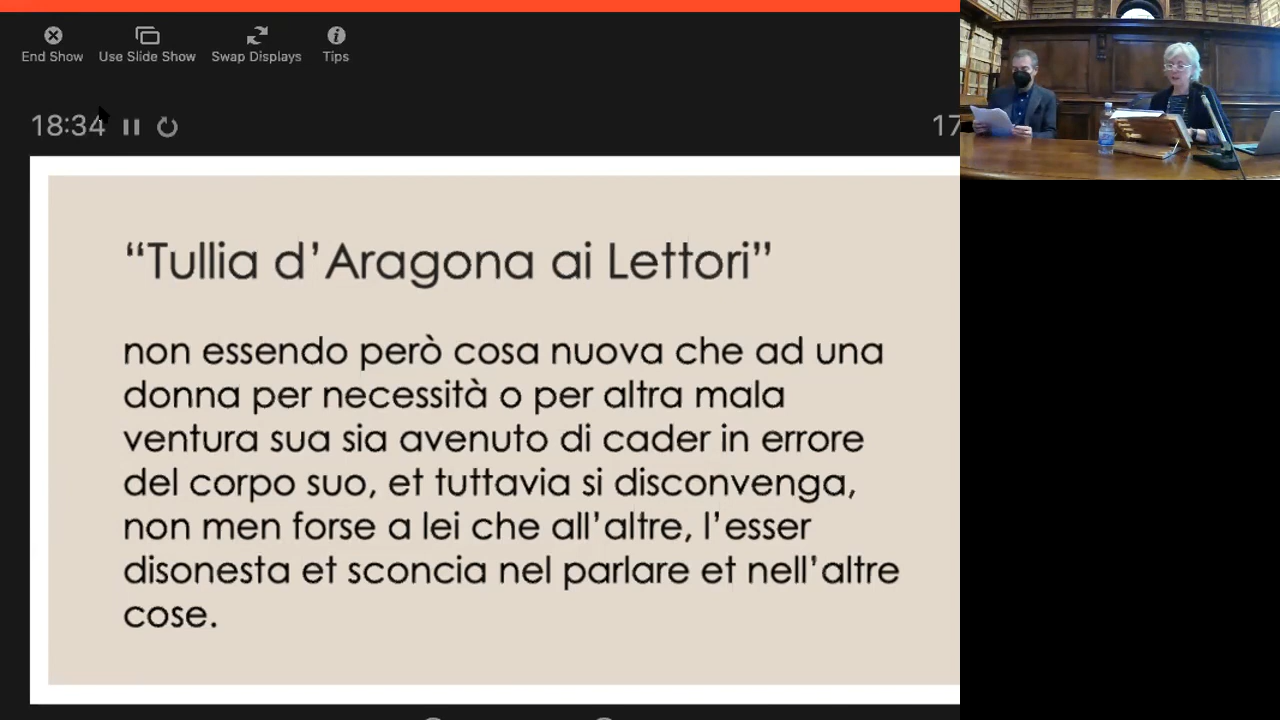 End Show
Use Slide Show
Swap Displays
Tips
18:34
17
“Tullia d’Aragona ai Lettori”
non essendo però cosa nuova che ad una
donna per necessità o per altra mala
ventura sua sia avenuto di cader in errore
del corpo suo, et tuttavia si disconvenga,
non men forse a lei che all’altre, l’esser
disonesta et sconcia nel parlare et nell’altre
cose.